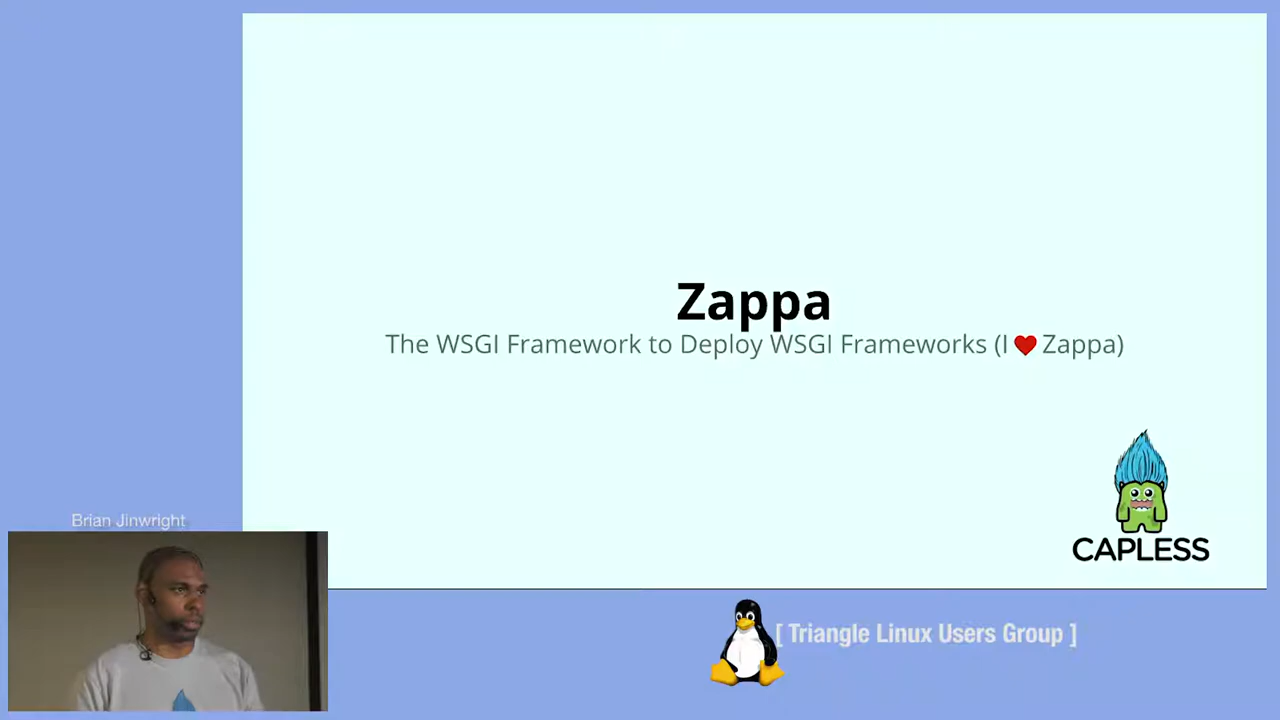 Zappa
The WSGI Framework to Deploy WSGI Frameworks (I ❤ Zappa)
CAPLESS
Brian Jinwright
[ Triangle Linux Users Group ]